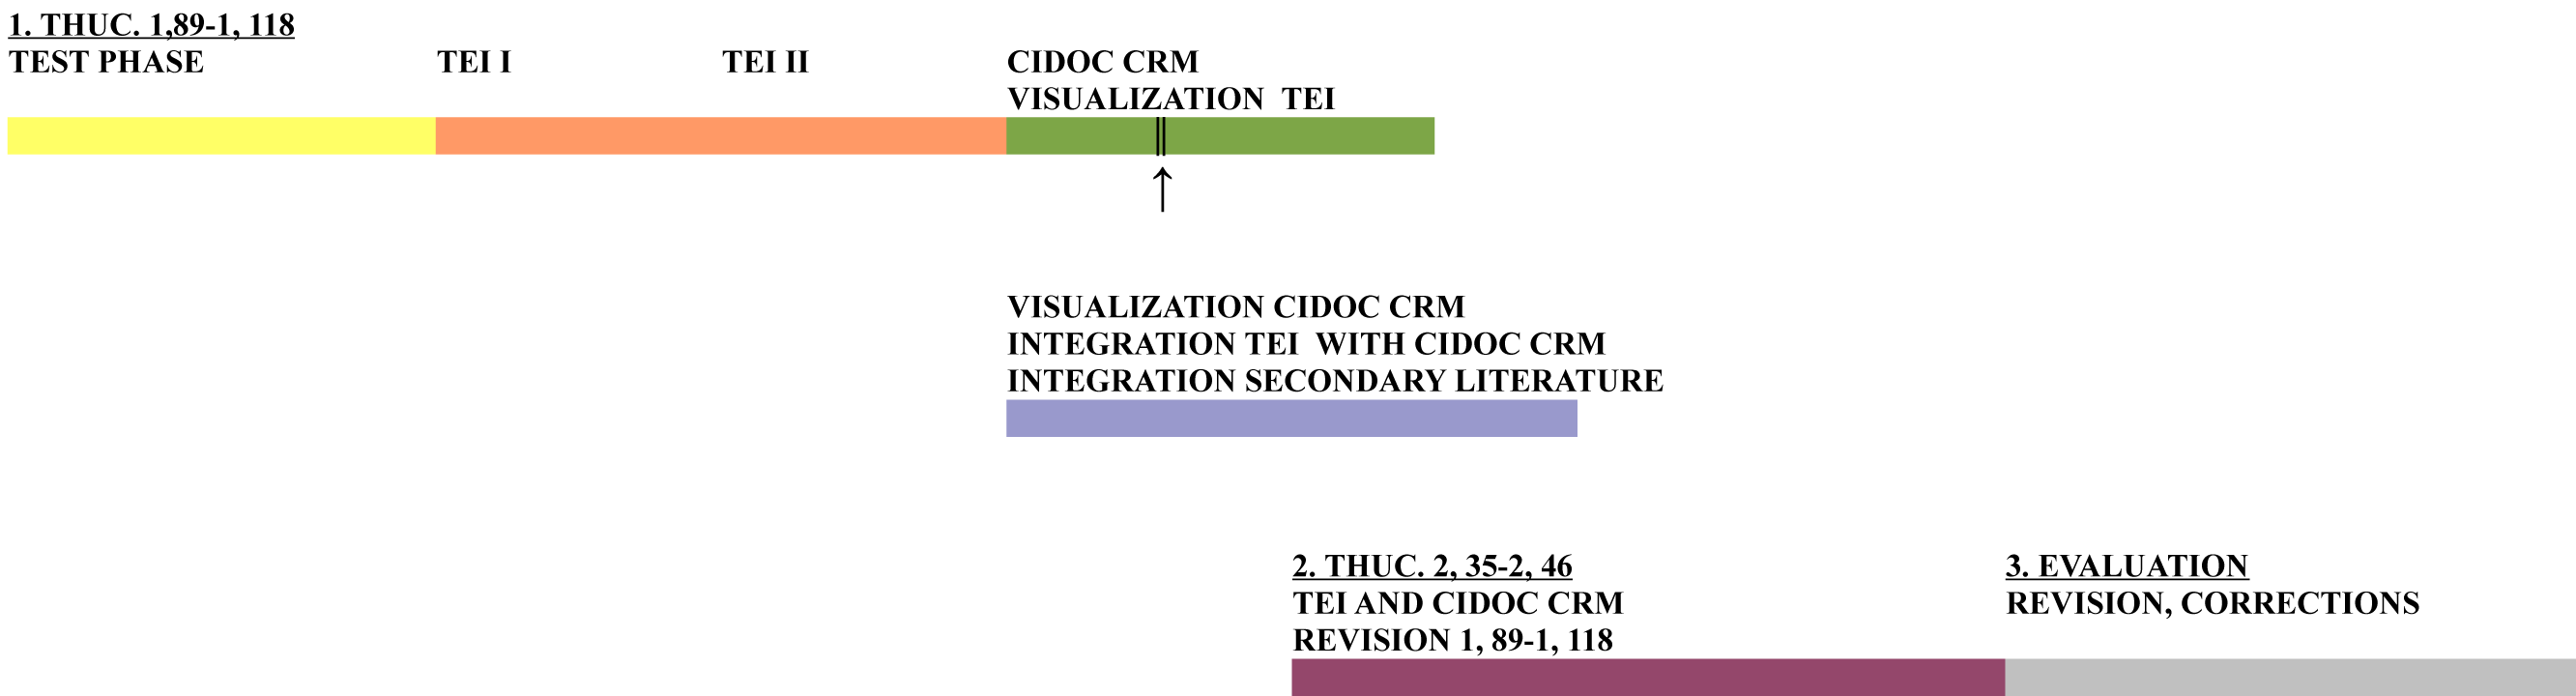 1. THUC. 1,89-1, 118
TEST PHASE TEI I TEI II CIDOC CRM
VISUALIZATION TEI
VISUALIZATION CIDOC CRM
INTEGRATION TEI WITH CIDOC CRM
INTEGRATION SECONDARY LITERATURE
2. THUC. 2, 35-2, 46 3. EVALUATION
TEI AND CIDOC CRM REVISION, CORRECTIONS
REVISION 1, 89-1, 118